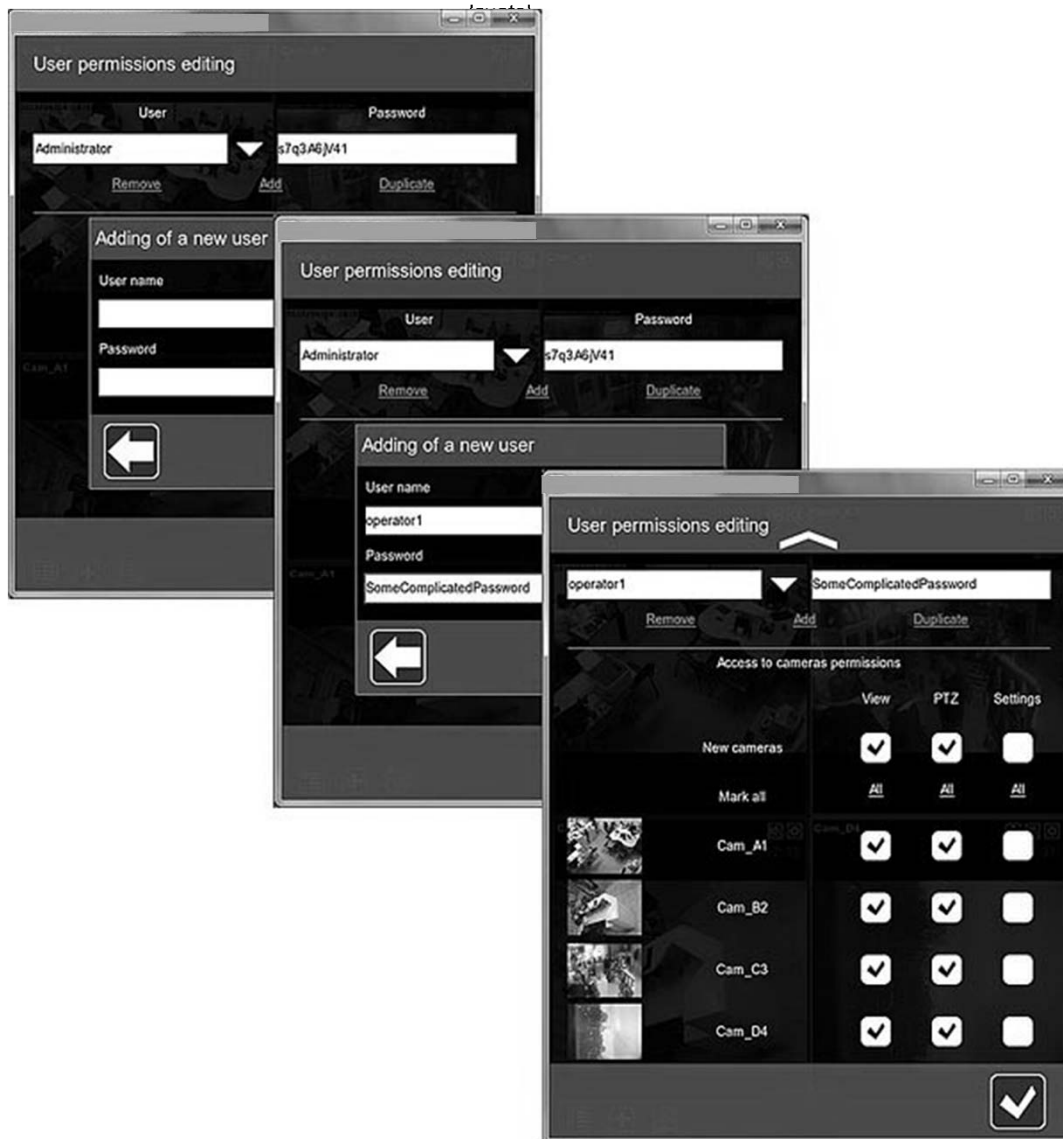 User permissions editing
User Password
Administrator s7q3A6jV41
Remove Add Duplicate
Adding of a new user
User name
Password
Cam_A1
User permissions editing
User Password
Administrator s7q3A6jV41
Remove Add Duplicate
Adding of a new user
User name
operator1
Password
SomeComplicatedPassword
Cam_A1
User permissions editing
operator1 SomeComplicatedPassword
Remove Add Duplicate
Access to cameras permissions
View PTZ Settings
New cameras
Mark all All All All
Cam_D4
Cam_A1
Cam_B2
Cam_C3
Cam_D4